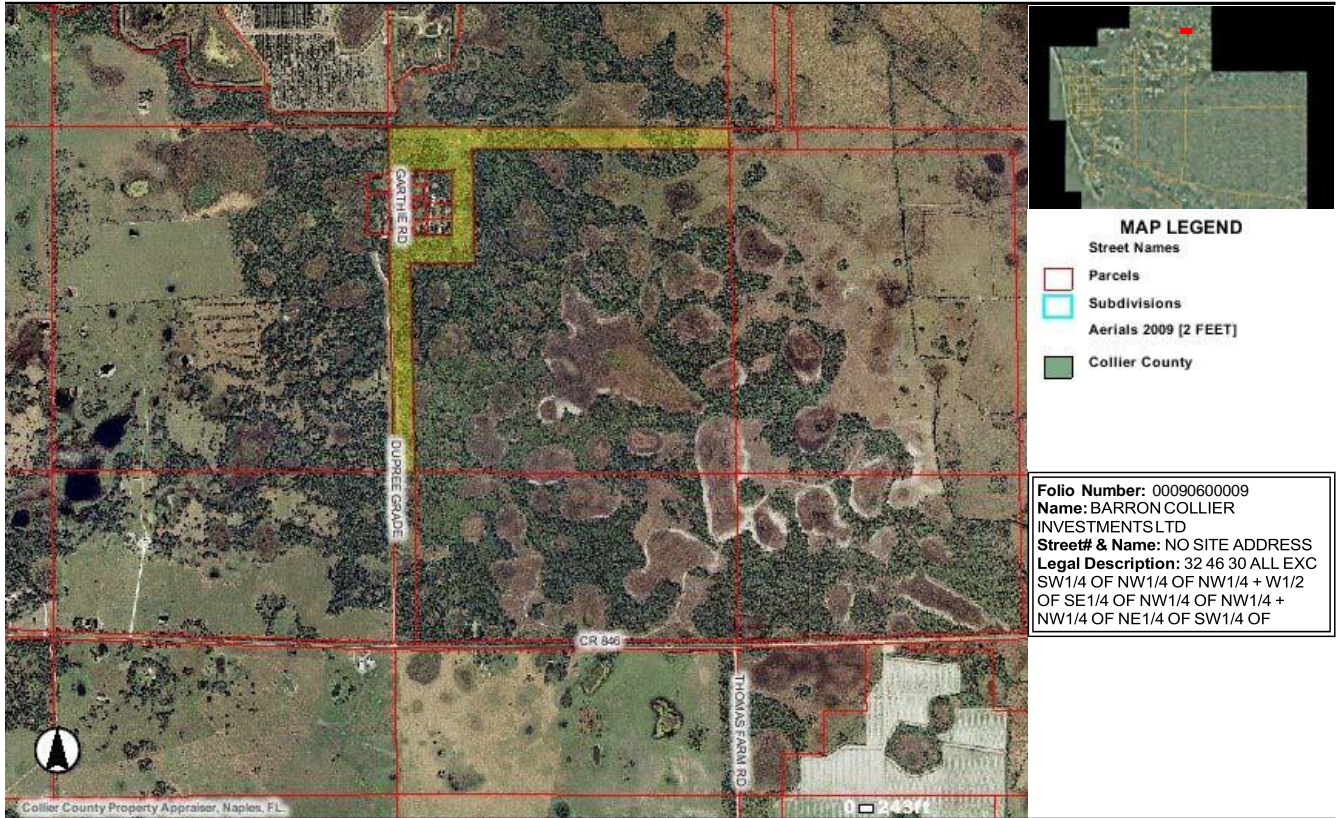 GARTHIE RD
DUPREE GRADE
CR 846
THOMAS FARM RD
Collier County Property Appraiser, Naples, FL.
0 243ft
MAP LEGEND
Street Names
Parcels
Subdivisions
Aerials 2009 [2 FEET]
Collier County
Folio Number: 00090600009
Name: BARRON COLLIER
INVESTMENTS LTD
Street# & Name: NO SITE ADDRESS
Legal Description: 32 46 30 ALL EXC
SW1/4 OF NW1/4 OF NW1/4 + W1/2
OF SE1/4 OF NW1/4 OF NW1/4 +
NW1/4 OF NE1/4 OF SW1/4 OF